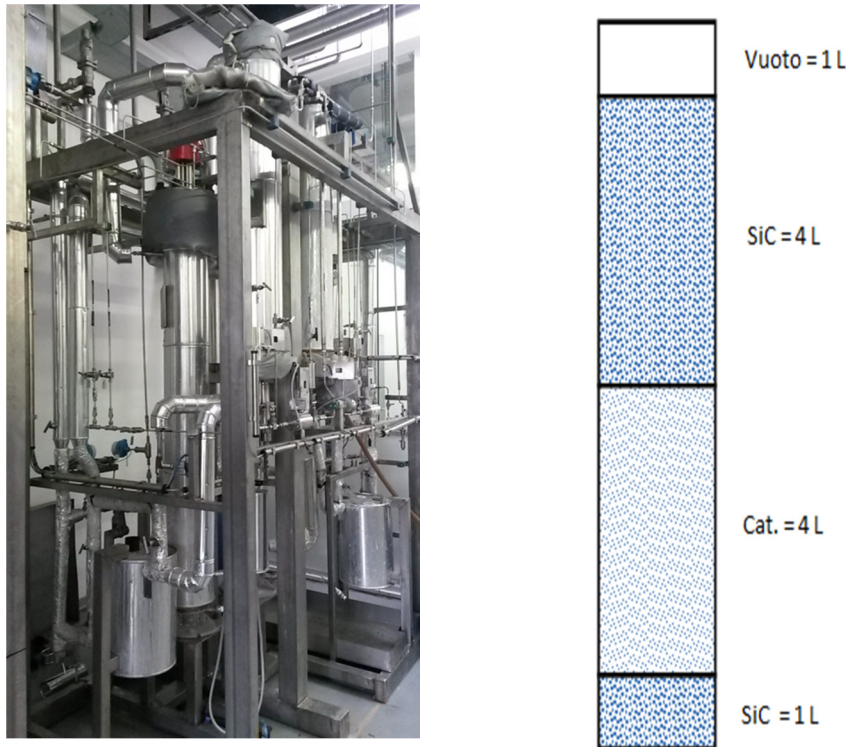 Vuoto = 1 L
SiC = 4 L
Cat. = 4 L
SiC = 1 L